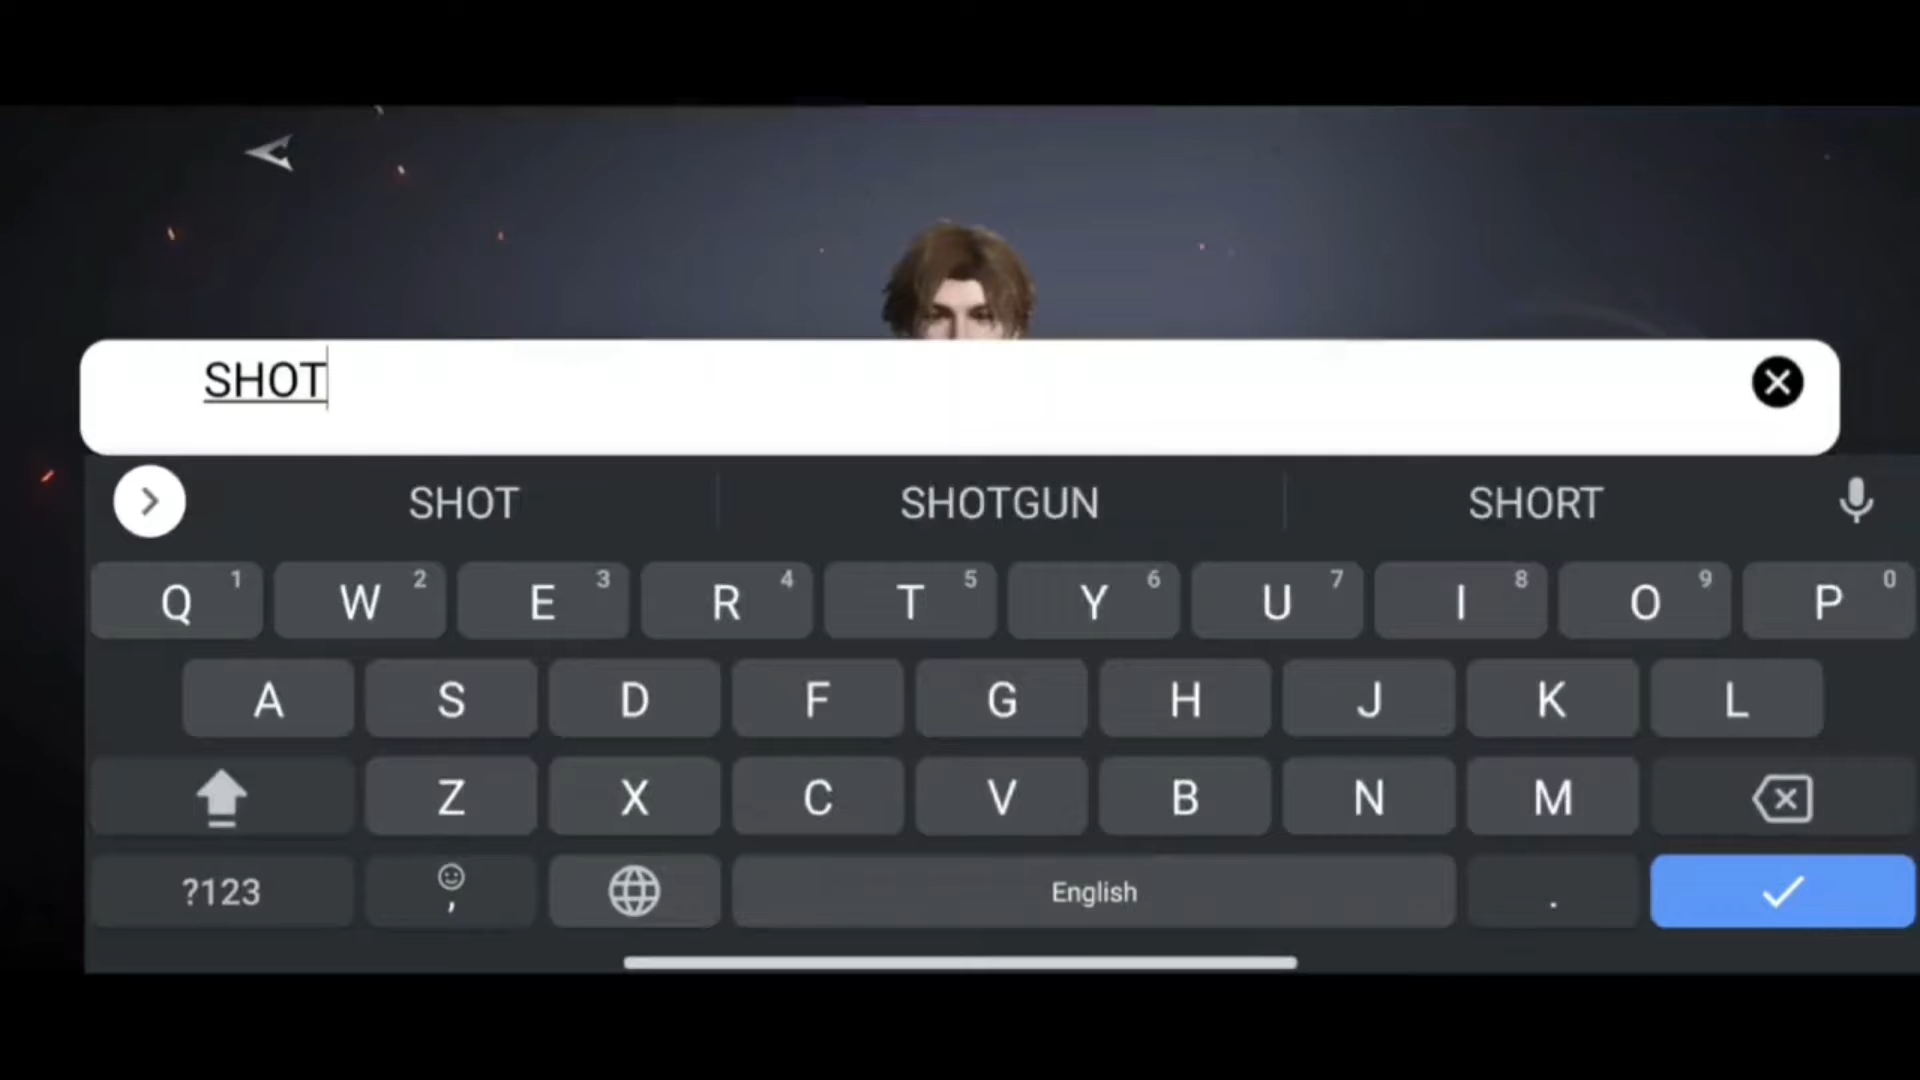 SHOT
SHOT SHOTGUN SHORT
Q 1 W 2 E 3 R 4 T 5 Y 6 U 7 I 8 O 9 P 0
A S D F G H J K L
Z X C V B N M
?123 , English .